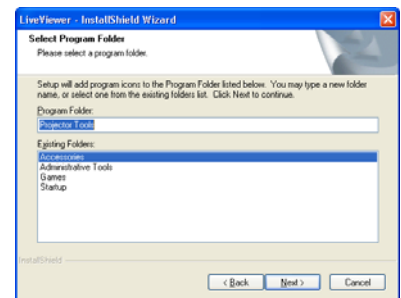 LiveViewer - InstallShield Wizard
Select Program Folder
Please select a program folder.
Setup will add program icons to the Program Folder listed below. You may type a new folder
name, or select one from the existing folders list. Click Next to continue.
Program Folder:
Projector Tools
Existing Folders:
Accessories
Administrative Tools
Games
Startup
InstallShield
< Back
Next >
Cancel